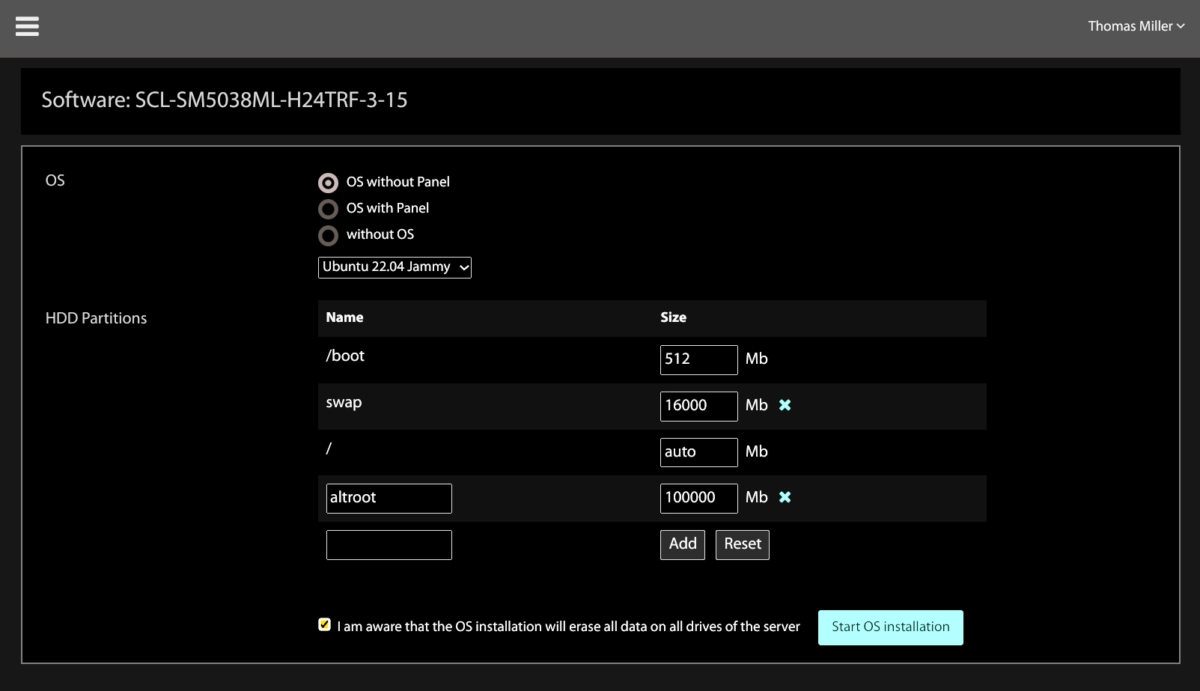 Thomas Miller
Software: SCL-SM5038ML-H24TRF-3-15
OS
OS without Panel
OS with Panel
without OS
Ubuntu 22.04 Jammy
HDD Partitions
Name Size
/boot 512 Mb
swap 16000 Mb
/ auto Mb
altroot 100000 Mb
Add Reset
I am aware that the OS installation will erase all data on all drives of the server Start OS installation